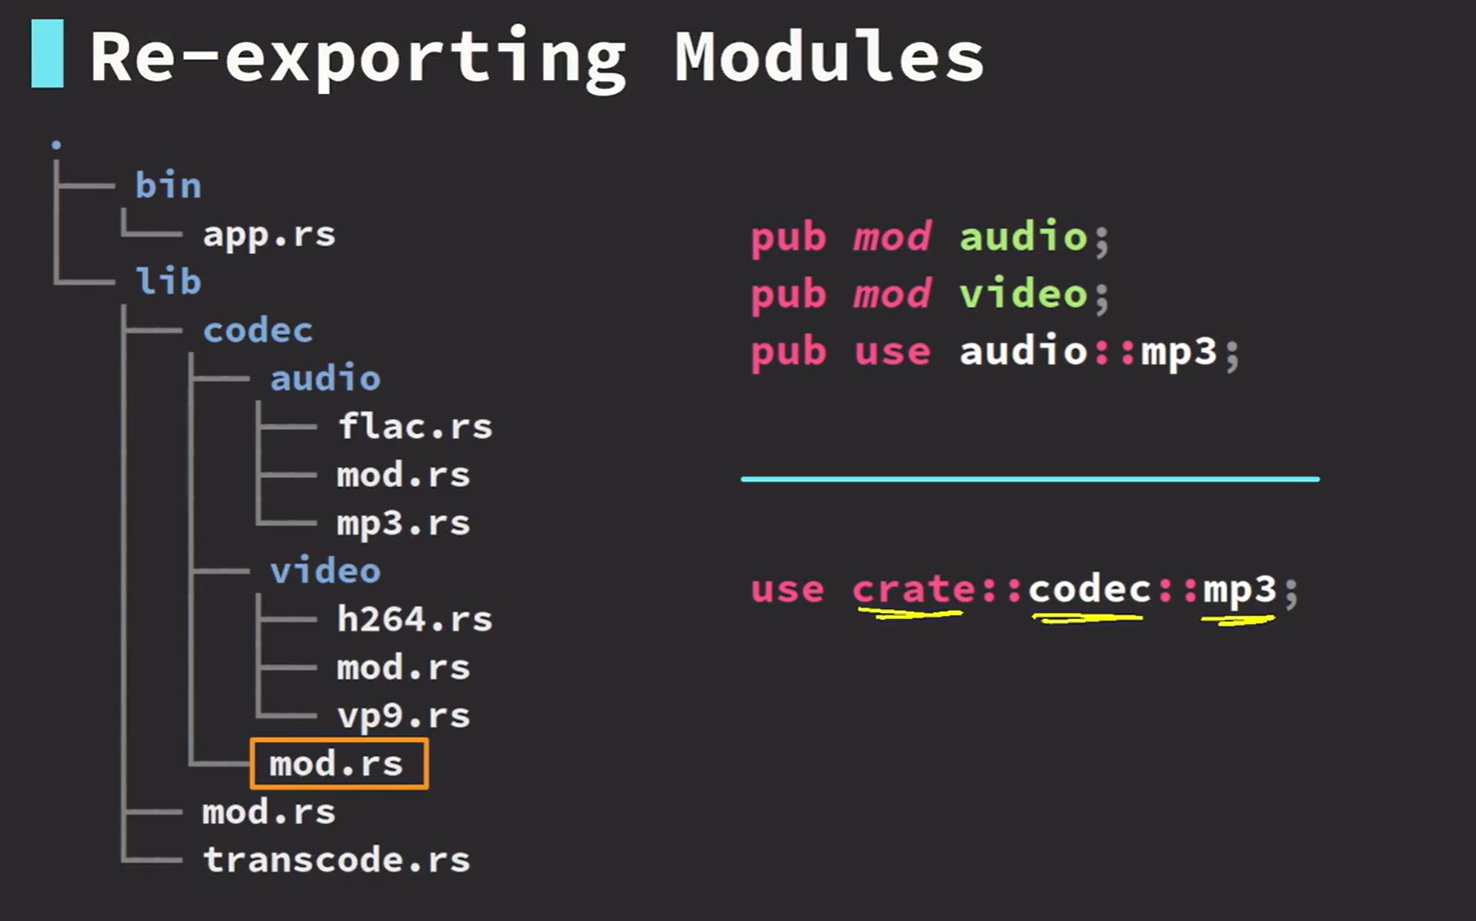 Re-exporting Modules
.
bin
app.rs
lib
codec
audio
flac.rs
mod.rs
mp3.rs
video
h264.rs
mod.rs
vp9.rs
mod.rs
mod.rs
transcode.rs
pub mod audio;
pub mod video;
pub use audio::mp3;
use crate::codec::mp3;